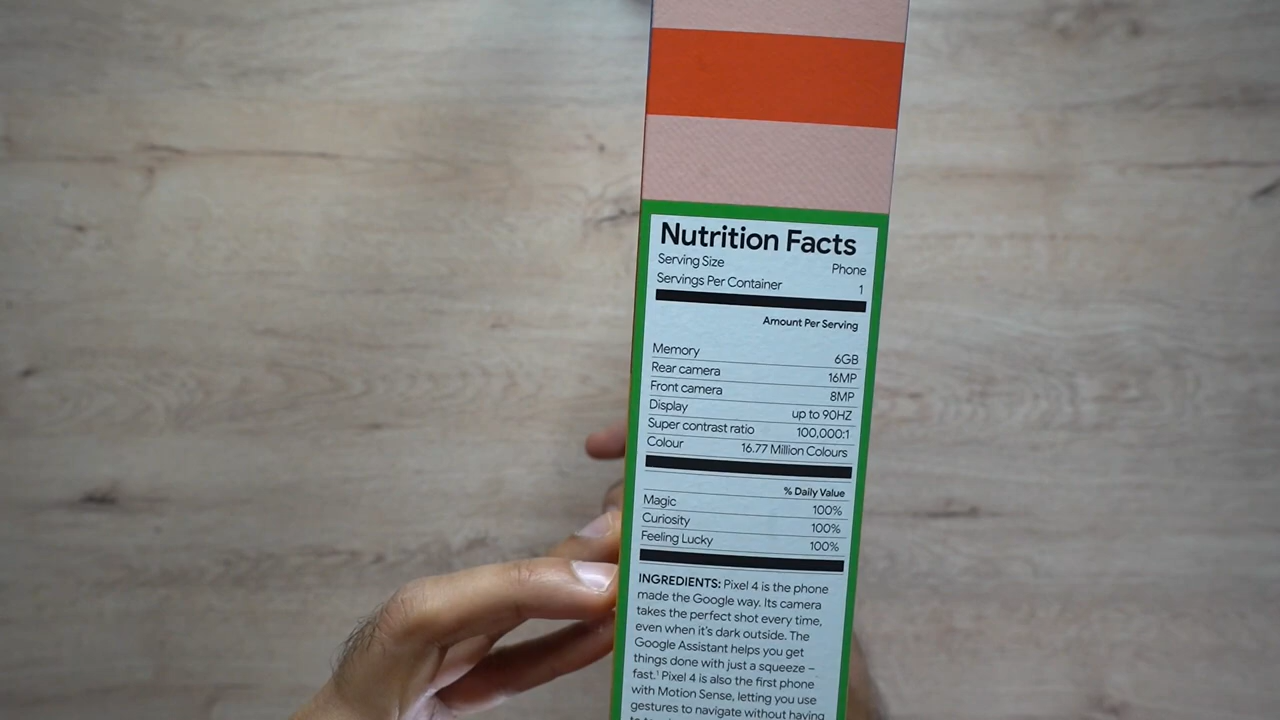 Nutrition Facts
Serving Size Phone
Servings Per Container 1
Amount Per Serving
Memory 6GB
Rear camera 16MP
Front camera 8MP
Display up to 90HZ
Super contrast ratio 100,000:1
Colour 16.77 Million Colours
% Daily Value
Magic 100%
Curiosity 100%
Feeling Lucky 100%
INGREDIENTS: Pixel 4 is the phone
made the Google way. Its camera
takes the perfect shot every time,
even when it's dark outside. The
Google Assistant helps you get
things done with just a squeeze –
fast.¹ Pixel 4 is also the first phone
with Motion Sense, letting you use
gestures to navigate without having